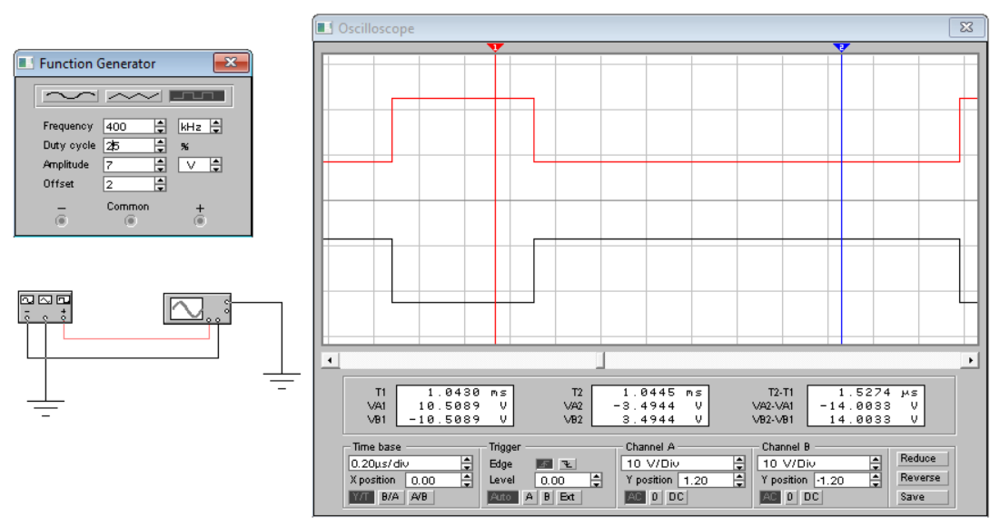 Oscilloscope
1 2
Function Generator
Frequency 400 kHz
Duty cycle 25 %
Amplitude 7 V
Offset 2
− Common +
− +
T1 1.0430 ms
VA1 10.5089 V
VB1 -10.5089 V
T2 1.0445 ms
VA2 -3.4944 V
VB2 3.4944 V
T2-T1 1.5274 µs
VA2-VA1 -14.0033 V
VB2-VB1 14.0033 V
Time base
0.20µs/div
X position 0.00
Y/T B/A A/B
Trigger
Edge
Level 0.00
Auto A B Ext
Channel A
10 V/Div
Y position 1.20
AC 0 DC
Channel B
10 V/Div
Y position -1.20
AC 0 DC
Reduce
Reverse
Save